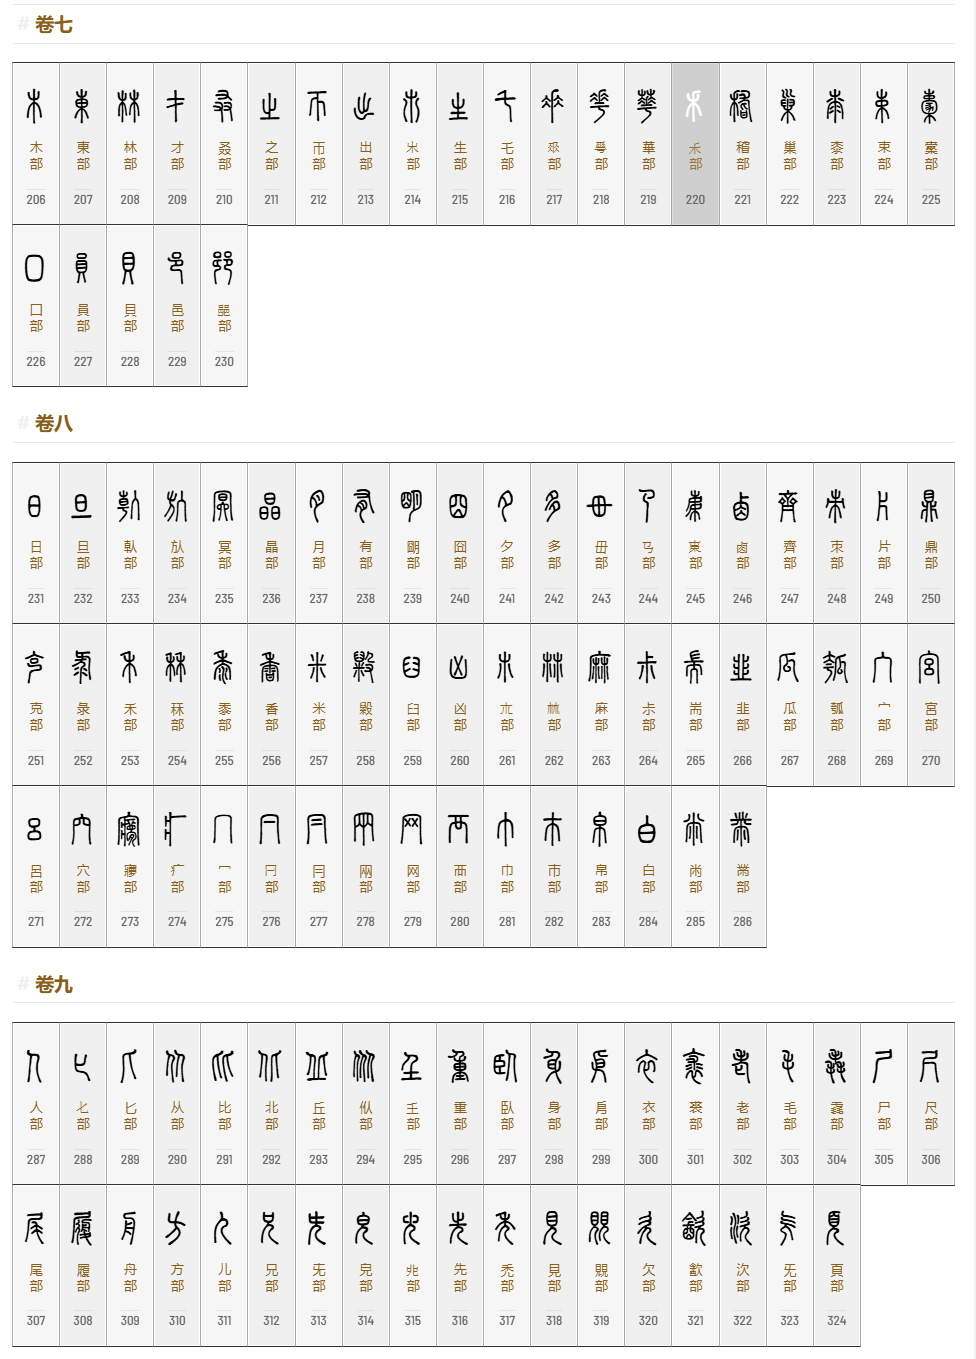 # 卷七
木部 東部 林部 才部 叒部 之部 帀部 出部 𣎵部 生部 乇部 𠂹部 𠌶部 華部 𥝌部 稽部 巢部 桼部 束部 㯻部
206 207 208 209 210 211 212 213 214 215 216 217 218 219 220 221 222 223 224 225
囗部 員部 貝部 邑部 𨛜部
226 227 228 229 230
# 卷八
日部 旦部 倝部 㫃部 冥部 晶部 月部 有部 朙部 囧部 夕部 多部 毌部 𢎘部 𣐺部 𠧪部 齊部 朿部 片部 鼎部
231 232 233 234 235 236 237 238 239 240 241 242 243 244 245 246 247 248 249 250
克部 彔部 禾部 秝部 黍部 香部 米部 毇部 臼部 凶部 𣎳部 𣏟部 麻部 尗部 耑部 韭部 瓜部 瓠部 宀部 宮部
251 252 253 254 255 256 257 258 259 260 261 262 263 264 265 266 267 268 269 270
呂部 穴部 㝱部 疒部 冖部 𠔼部 冃部 㒳部 网部 襾部 巾部 市部 帛部 白部 㡀部 黹部
271 272 273 274 275 276 277 278 279 280 281 282 283 284 285 286
# 卷九
人部 𠤎部 匕部 从部 比部 北部 丘部 㐺部 𡈼部 重部 臥部 身部 㐆部 衣部 裘部 老部 毛部 毳部 尸部 尺部
287 288 289 290 291 292 293 294 295 296 297 298 299 300 301 302 303 304 305 306
尾部 履部 舟部 方部 儿部 兄部 兂部 皃部 𠑹部 先部 禿部 見部 覞部 欠部 㱃部 㳄部 旡部 頁部
307 308 309 310 311 312 313 314 315 316 317 318 319 320 321 322 323 324